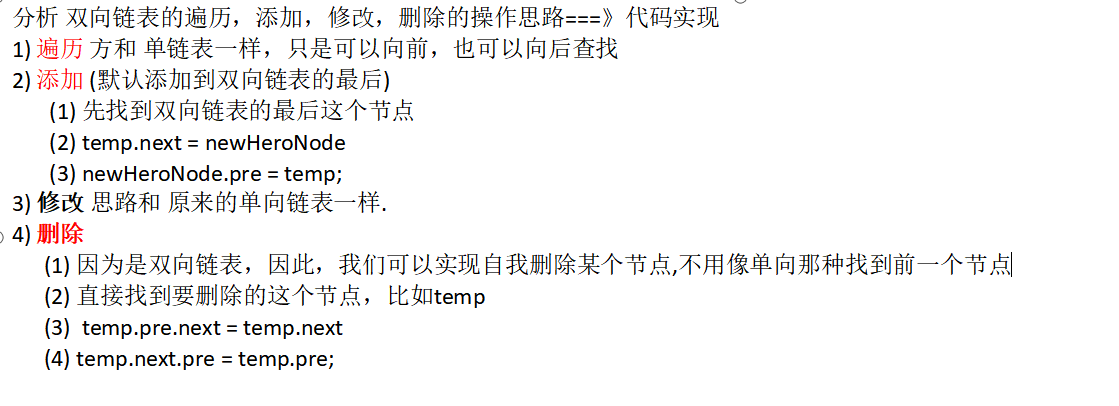 分析 双向链表的遍历，添加，修改，删除的操作思路===》代码实现
1) 遍历 方和 单链表一样，只是可以向前，也可以向后查找
2) 添加 (默认添加到双向链表的最后)
(1) 先找到双向链表的最后这个节点
(2) temp.next = newHeroNode
(3) newHeroNode.pre = temp;
3) 修改 思路和 原来的单向链表一样.
4) 删除
(1) 因为是双向链表，因此，我们可以实现自我删除某个节点,不用像单向那种找到前一个节点
(2) 直接找到要删除的这个节点，比如temp
(3) temp.pre.next = temp.next
(4) temp.next.pre = temp.pre;